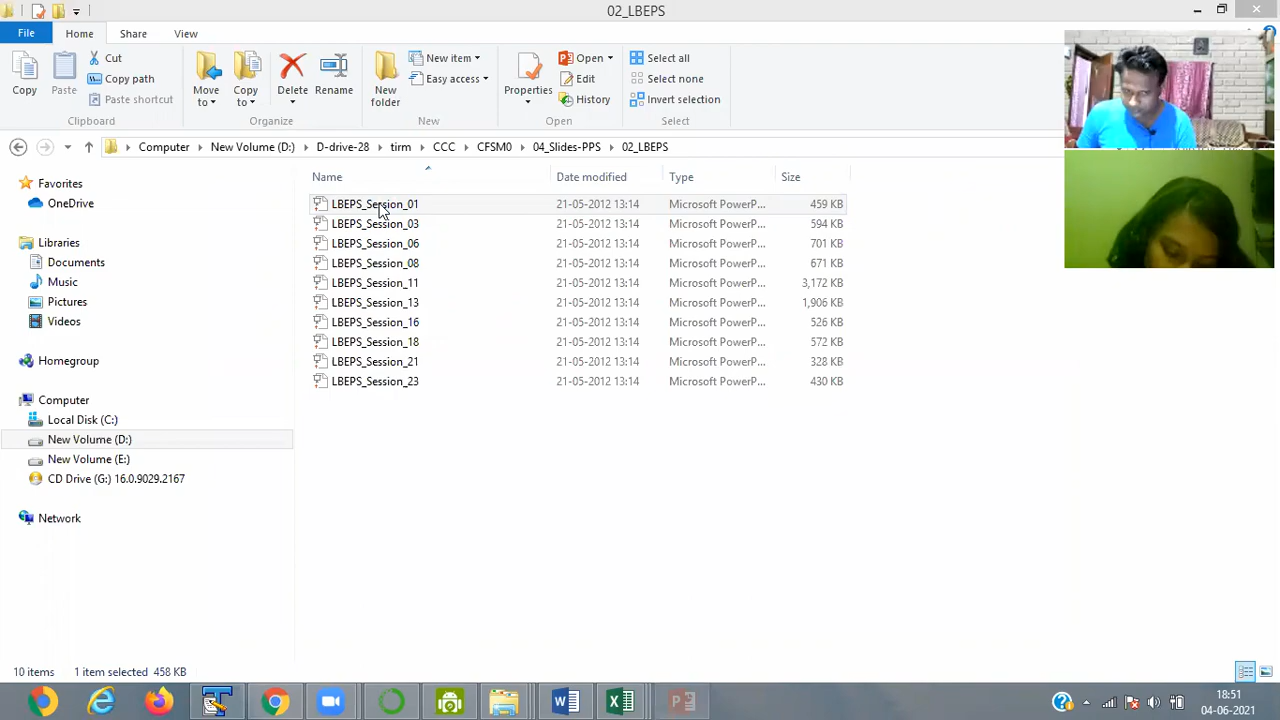 02_LBEPS
File Home Share View
Copy
Paste
Cut
Copy path
Paste shortcut
Move to
Copy to
Delete
Rename
New folder
New item
Easy access
Properties
Open
Edit
History
Select all
Select none
Invert selection
Clipboard Organize New Open Select
Computer New Volume (D:) D-drive-28 tirm CCC CFSM0 04_Slides-PPS 02_LBEPS
Name Date modified Type Size
LBEPS_Session_01 21-05-2012 13:14 Microsoft PowerP... 459 KB
LBEPS_Session_03 21-05-2012 13:14 Microsoft PowerP... 594 KB
LBEPS_Session_06 21-05-2012 13:14 Microsoft PowerP... 701 KB
LBEPS_Session_08 21-05-2012 13:14 Microsoft PowerP... 671 KB
LBEPS_Session_11 21-05-2012 13:14 Microsoft PowerP... 3,172 KB
LBEPS_Session_13 21-05-2012 13:14 Microsoft PowerP... 1,906 KB
LBEPS_Session_16 21-05-2012 13:14 Microsoft PowerP... 526 KB
LBEPS_Session_18 21-05-2012 13:14 Microsoft PowerP... 572 KB
LBEPS_Session_21 21-05-2012 13:14 Microsoft PowerP... 328 KB
LBEPS_Session_23 21-05-2012 13:14 Microsoft PowerP... 430 KB
Favorites
OneDrive
Libraries
Documents
Music
Pictures
Videos
Homegroup
Computer
Local Disk (C:)
New Volume (D:)
New Volume (E:)
CD Drive (G:) 16.0.9029.2167
Network
10 items 1 item selected 458 KB
18:51
04-06-2021